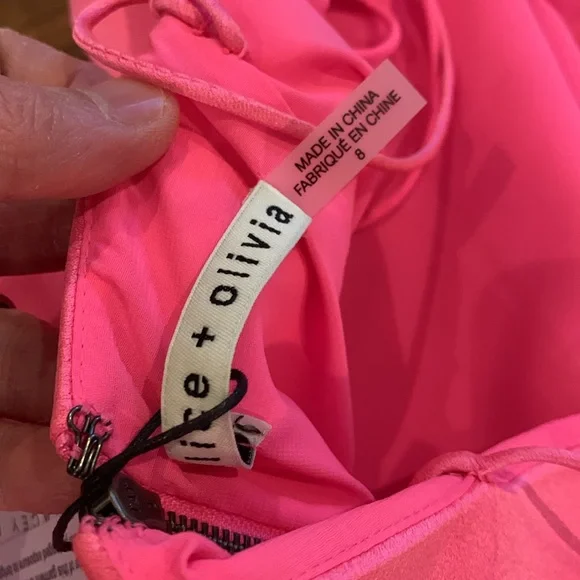 MADE IN CHINA
FABRIQUÉ EN CHINE
8
lice + olivia